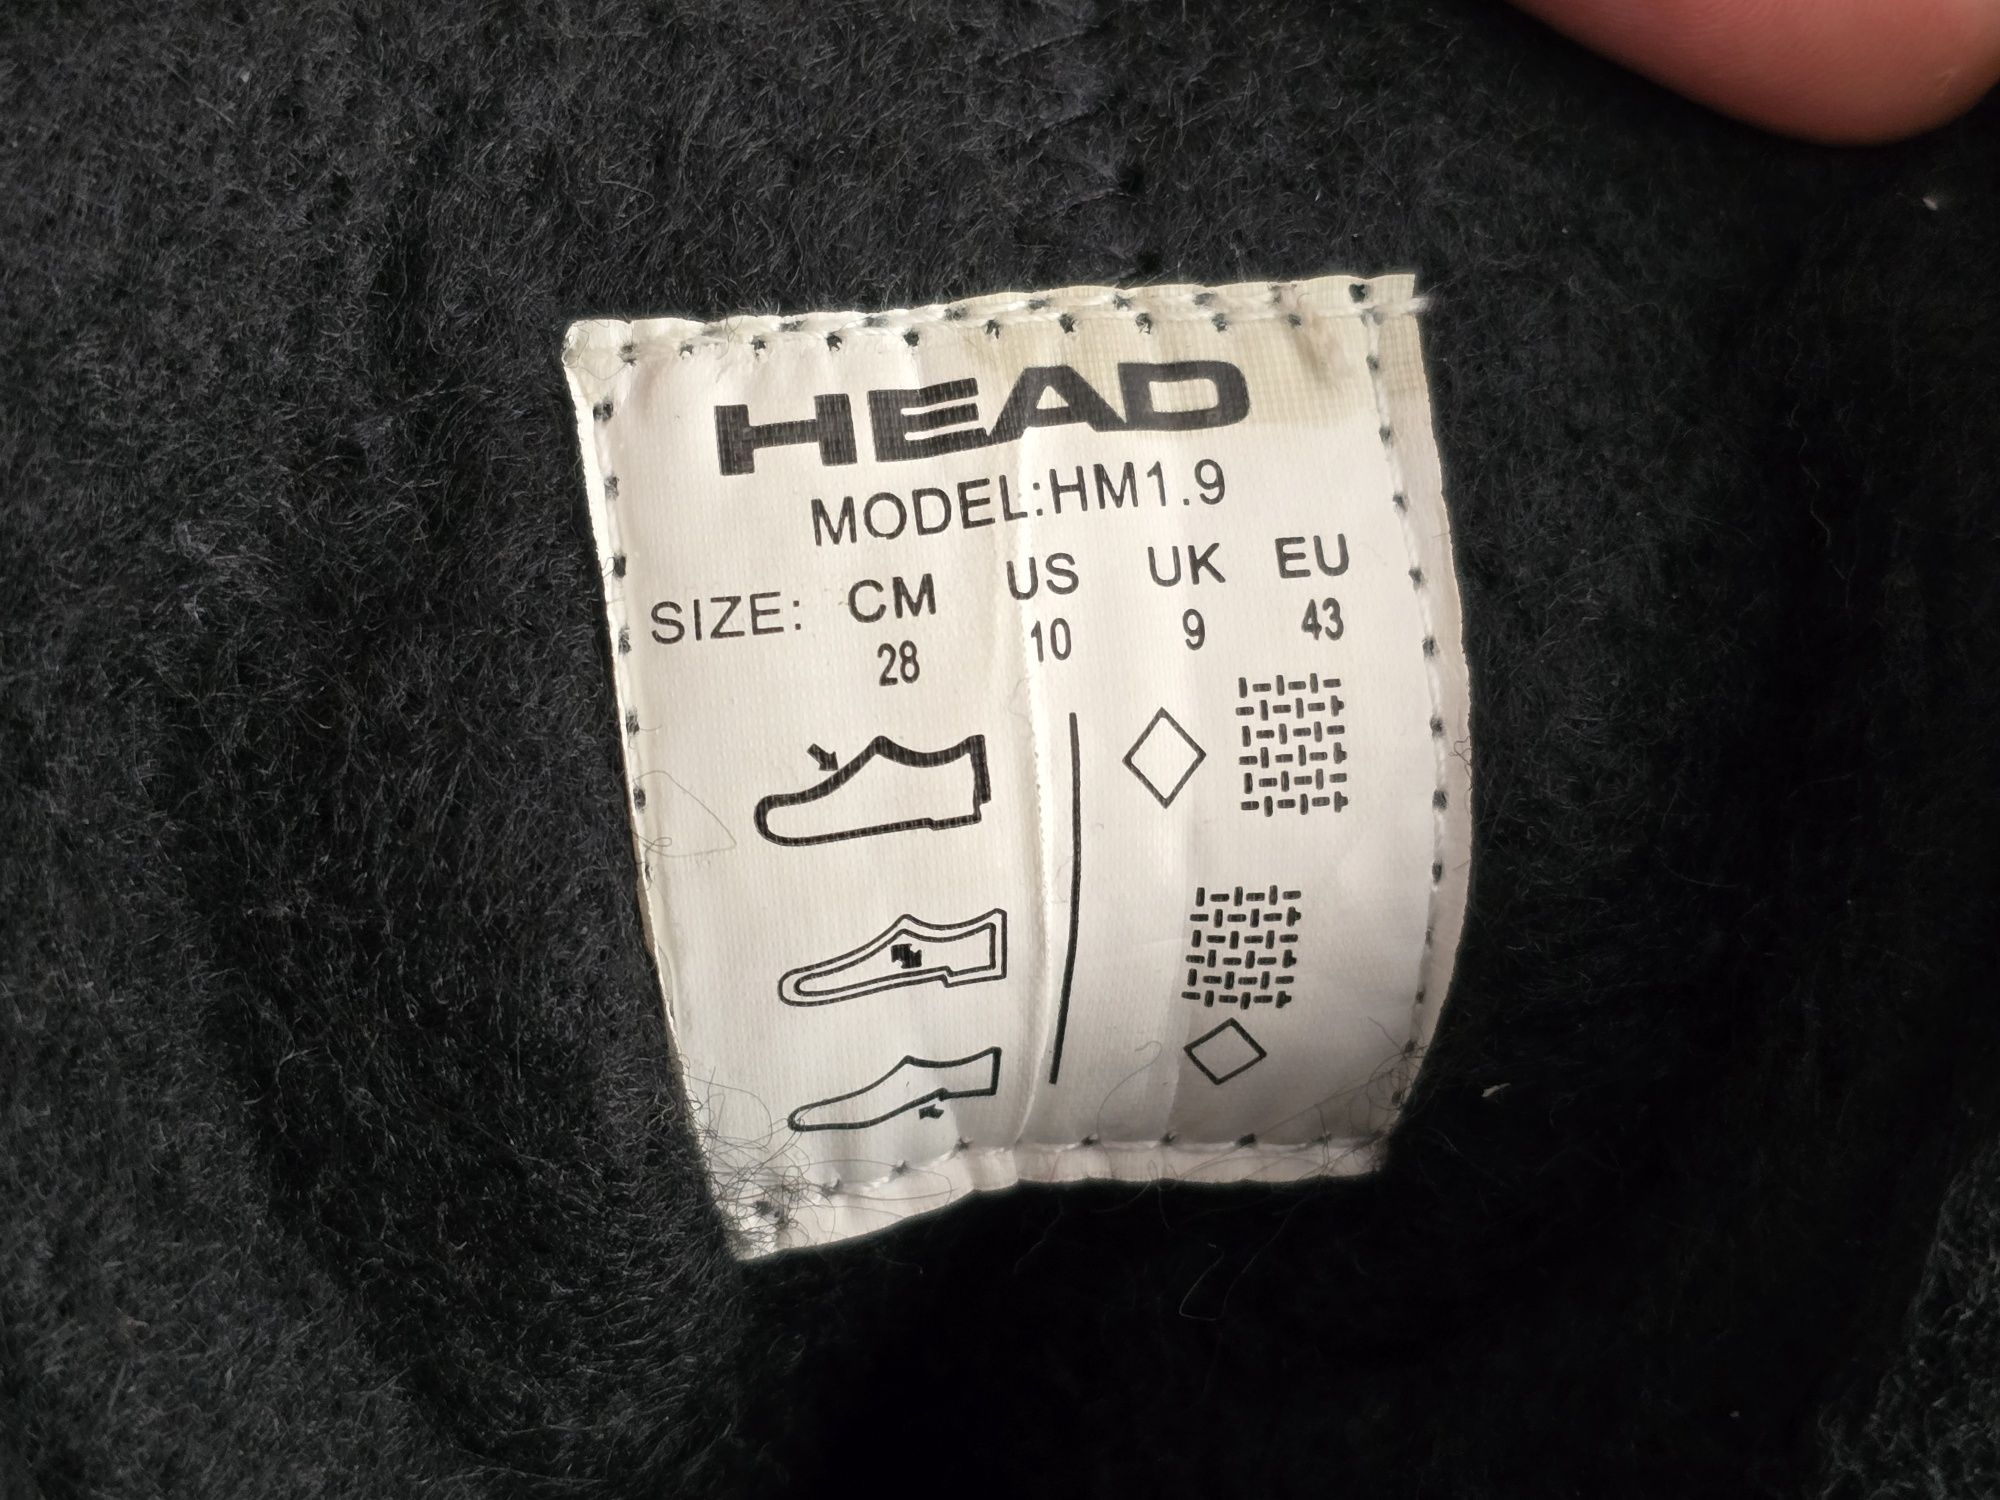 HEAD
MODEL:HM1.9
SIZE: CM US UK EU
28 10 9 43